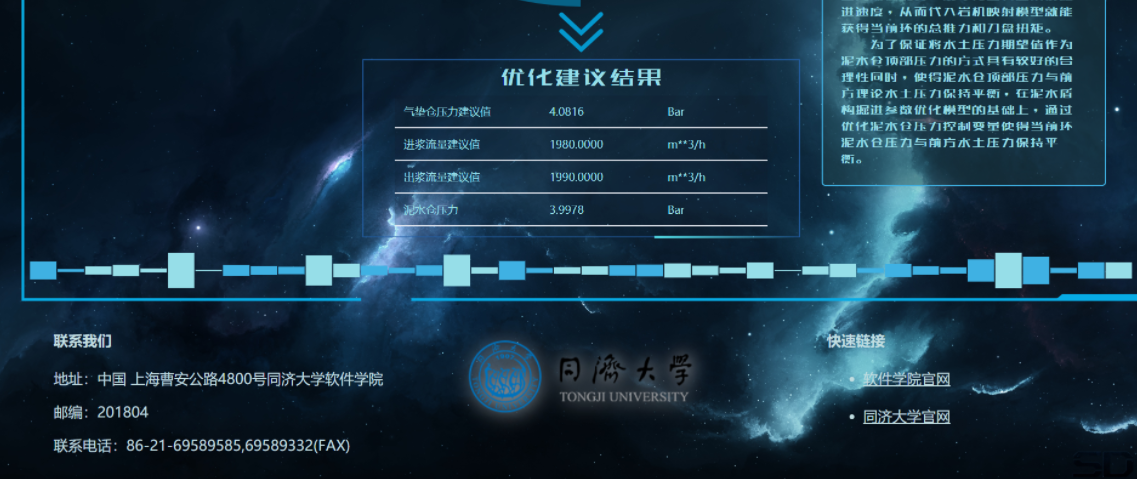 进速度，从而代入岩机映射模型就能
获得当前环的总推力和刀盘扭矩。
为了保证将水土压力期望值作为
泥水仓顶部压力的方式具有较好的合
理性同时，使得泥水仓顶部压力与前
方理论水土压力保持平衡，在泥水盾
构掘进参数优化模型的基础上，通过
优化泥水仓压力控制变量使得当前环
泥水仓压力与前方水土压力保持平
衡。
优化建议结果
气垫仓压力建议值 4.0816 Bar
进浆流量建议值 1980.0000 m**3/h
出浆流量建议值 1990.0000 m**3/h
泥水仓压力 3.9978 Bar
联系我们
地址：中国 上海曹安公路4800号同济大学软件学院
邮编：201804
联系电话：86-21-69589585,69589332(FAX)
同濟大學
TONGJI UNIVERSITY
快速链接
软件学院官网
同济大学官网